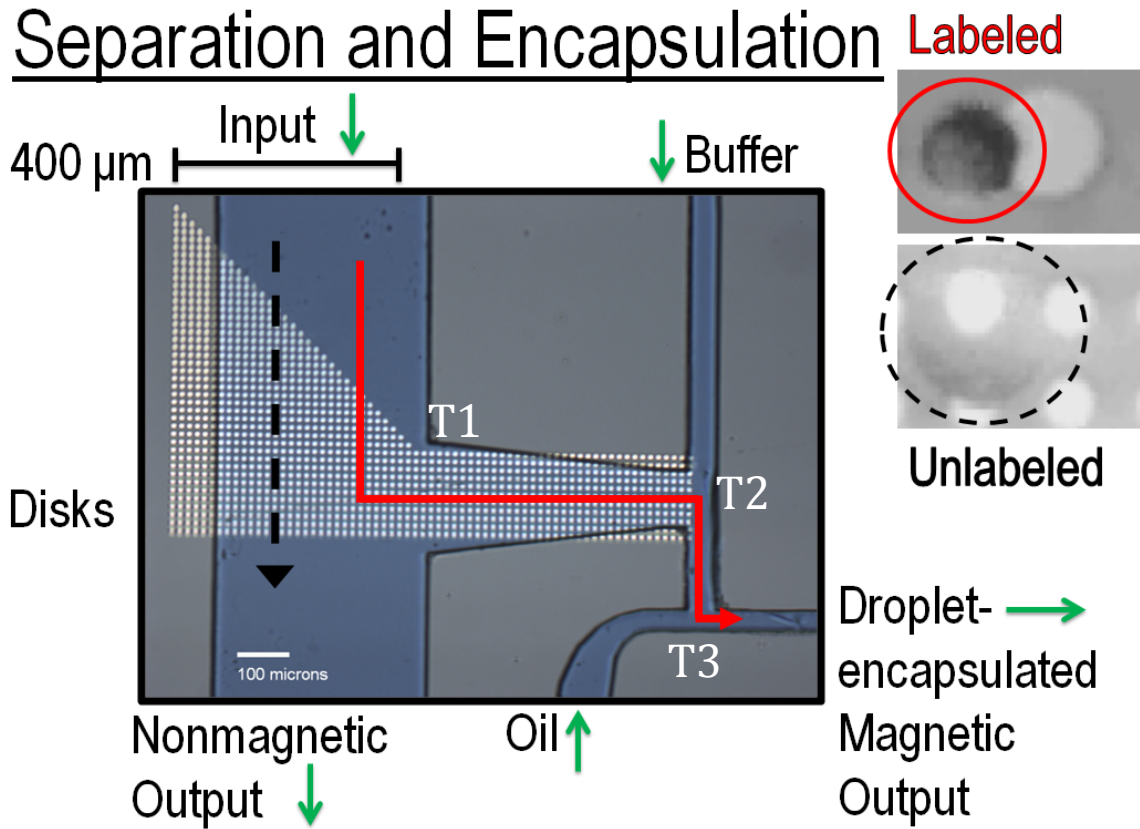 Separation and Encapsulation
Labeled
Input
Buffer
400 µm
T1
Unlabeled
T2
Disks
Droplet-
encapsulated
Magnetic
Output
T3
100 microns
Nonmagnetic
Output
Oil